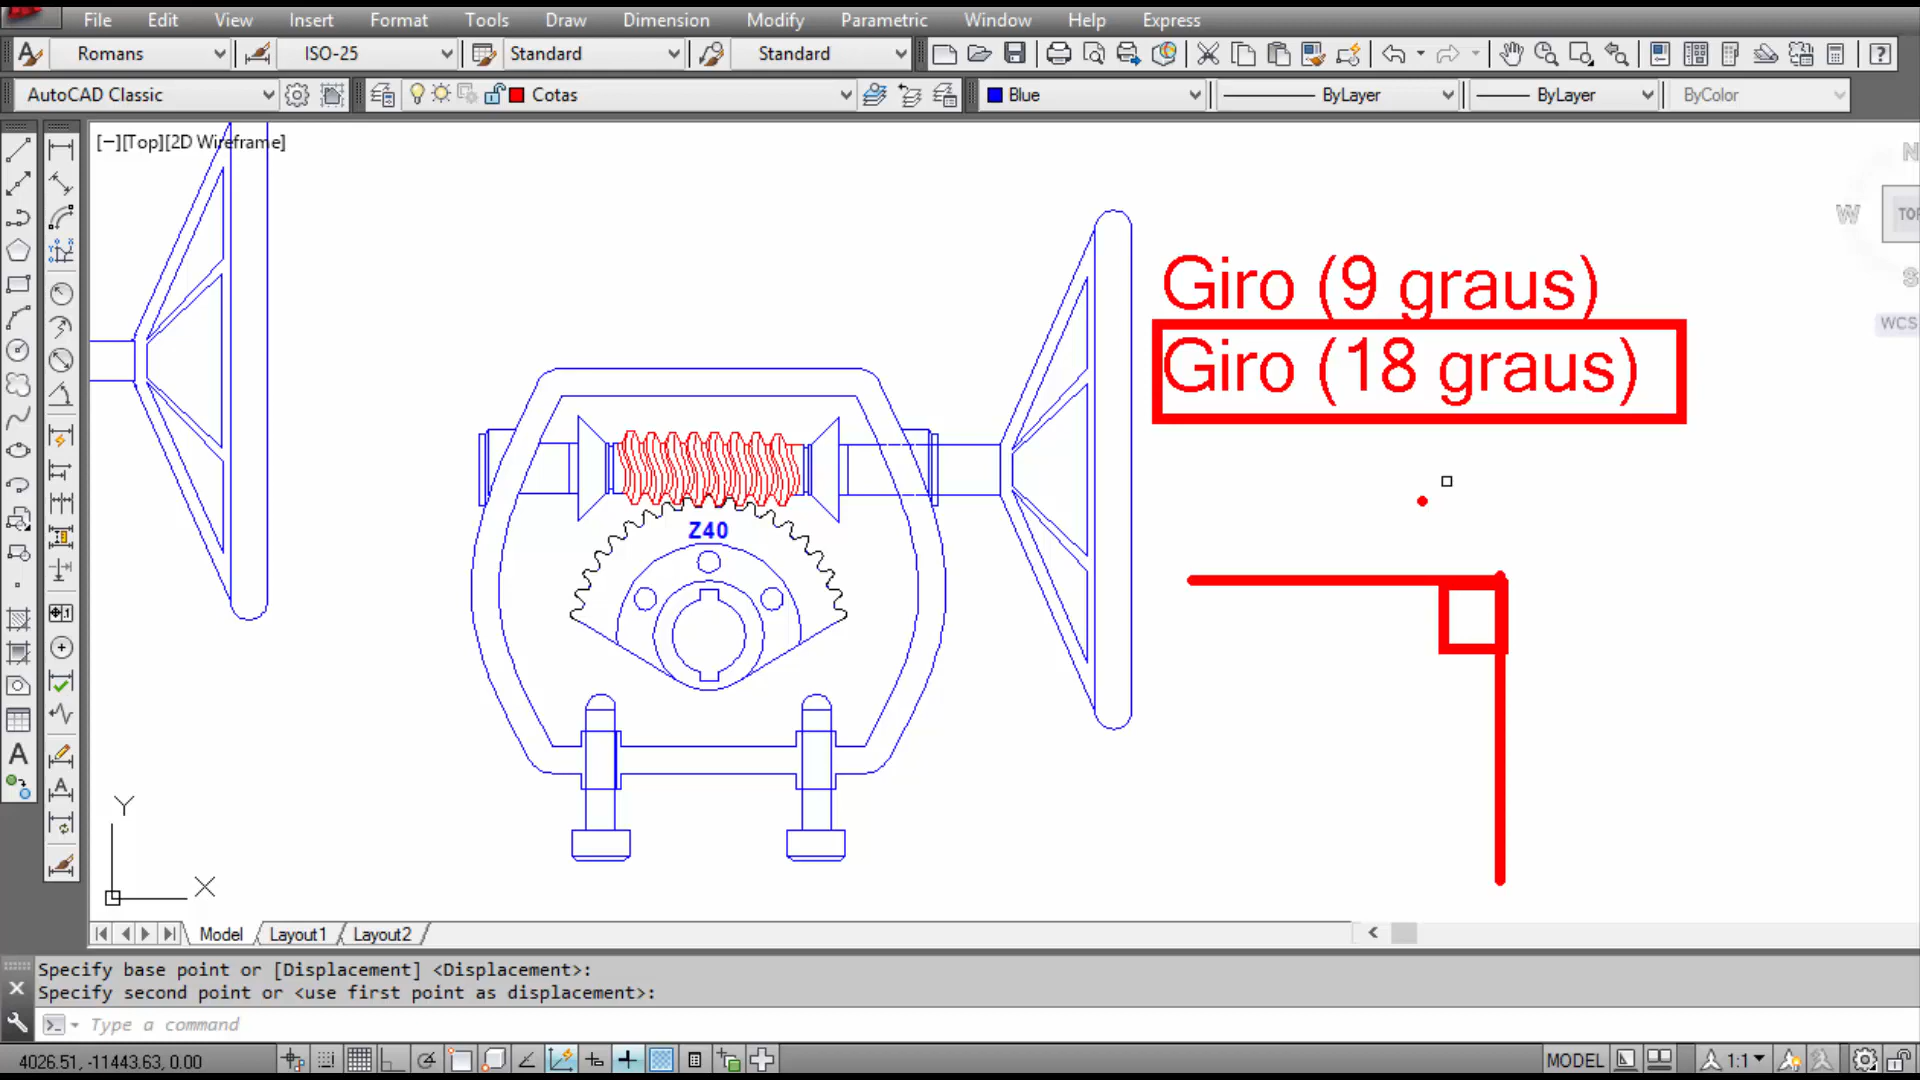 File Edit View Insert Format Tools Draw Dimension Modify Parametric Window Help Express
Romans ISO-25 Standard Standard
AutoCAD Classic Cotas Blue ByLayer ByLayer ByColor
[−][Top][2D Wireframe]
N
W TOP
S
WCS
Giro (9 graus)
Giro (18 graus)
Z40
Y
X
Model Layout1 Layout2
Specify base point or [Displacement] <Displacement>:
Specify second point or <use first point as displacement>:
Type a command
4026.51, -11443.63, 0.00 MODEL 1:1